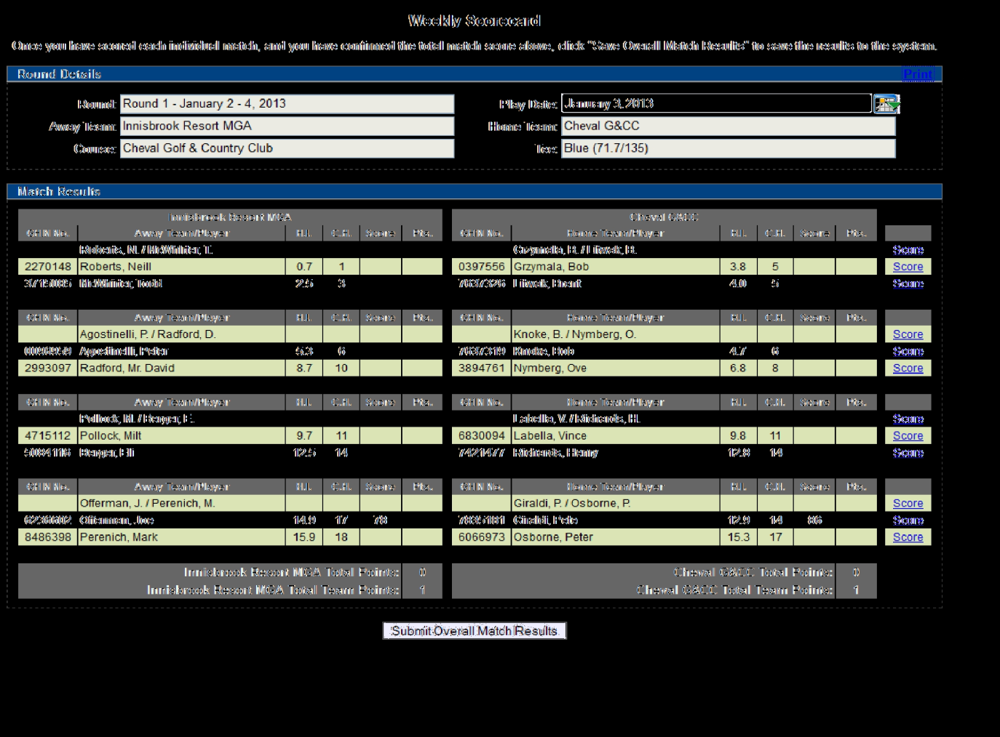 Weekly Scorecard
Once you have scored each individual match, and you have confirmed the total match score above, click "Save Overall Match Results" to save the results to the system.
Round Details Print
Round: Round 1 - January 2 - 4, 2013 Play Date: January 3, 2013
Away Team: Innisbrook Resort MGA Home Team: Cheval G&CC
Course: Cheval Golf & Country Club Tee: Blue (71.7/135)
Match Results
Innisbrook Resort MGA Cheval G&CC
GHIN No. Away Team/Player H.I. C.H. Score Pts. GHIN No. Home Team/Player H.I. C.H. Score Pts.
Roberts, N. / McWhirter, T. Grzymala, B. / Litwak, B. Score
2270148 Roberts, Neill 0.7 1 0397556 Grzymala, Bob 3.8 5 Score
McWhirter, Todd 2.5 3 Litwak, Brent 4.0 5 Score
GHIN No. Away Team/Player H.I. C.H. Score Pts. GHIN No. Home Team/Player H.I. C.H. Score Pts.
Agostinelli, P. / Radford, D. Knoke, B. / Nymberg, O. Score
Agostinelli, Peter 5.3 6 Knoke, Bob 4.7 6 Score
2993097 Radford, Mr. David 8.7 10 3894761 Nymberg, Ove 6.8 8 Score
GHIN No. Away Team/Player H.I. C.H. Score Pts. GHIN No. Home Team/Player H.I. C.H. Score Pts.
Pollock, M. / Berger, E. Labella, V. / Richards, H. Score
4715112 Pollock, Milt 9.7 11 6830094 Labella, Vince 9.8 11 Score
Berger, Eli 12.5 14 7421477 Richards, Henry 12.8 14 Score
GHIN No. Away Team/Player H.I. C.H. Score Pts. GHIN No. Home Team/Player H.I. C.H. Score Pts.
Offerman, J. / Perenich, M. Giraldi, P. / Osborne, P. Score
Offerman, Joe 14.9 17 78 Giraldi, Pete 12.9 14 86 Score
8486398 Perenich, Mark 15.9 18 6066973 Osborne, Peter 15.3 17 Score
Innisbrook Resort MGA Total Points: 0 Cheval G&CC Total Points: 0
Innisbrook Resort MGA Total Team Points: 1 Cheval G&CC Total Team Points: 1
Submit Overall Match Results